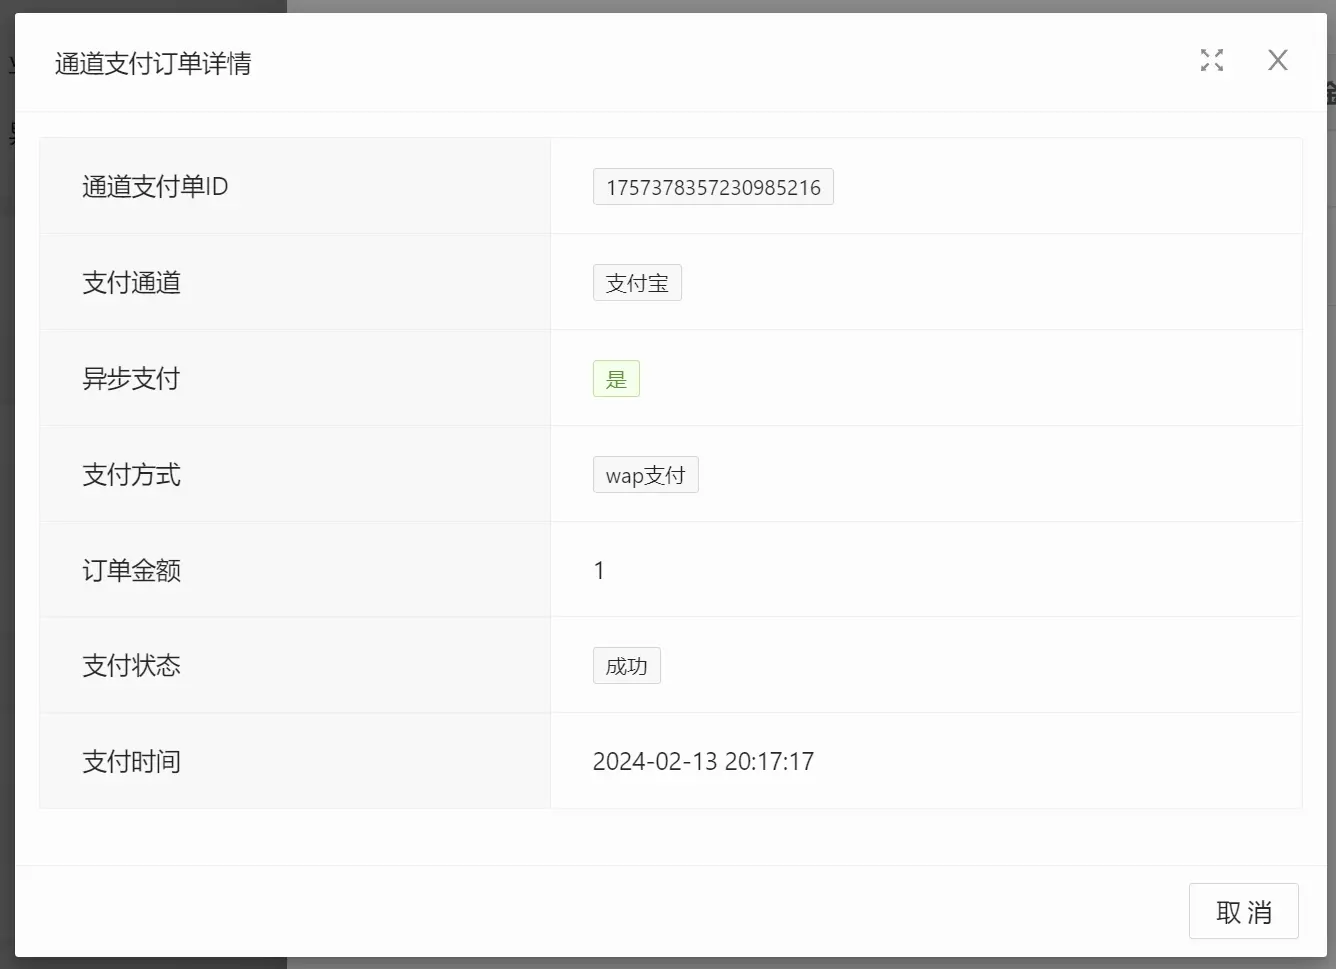 通道支付订单详情
通道支付单ID 1757378357230985216
支付通道 支付宝
异步支付 是
支付方式 wap支付
订单金额 1
支付状态 成功
支付时间 2024-02-13 20:17:17
取 消